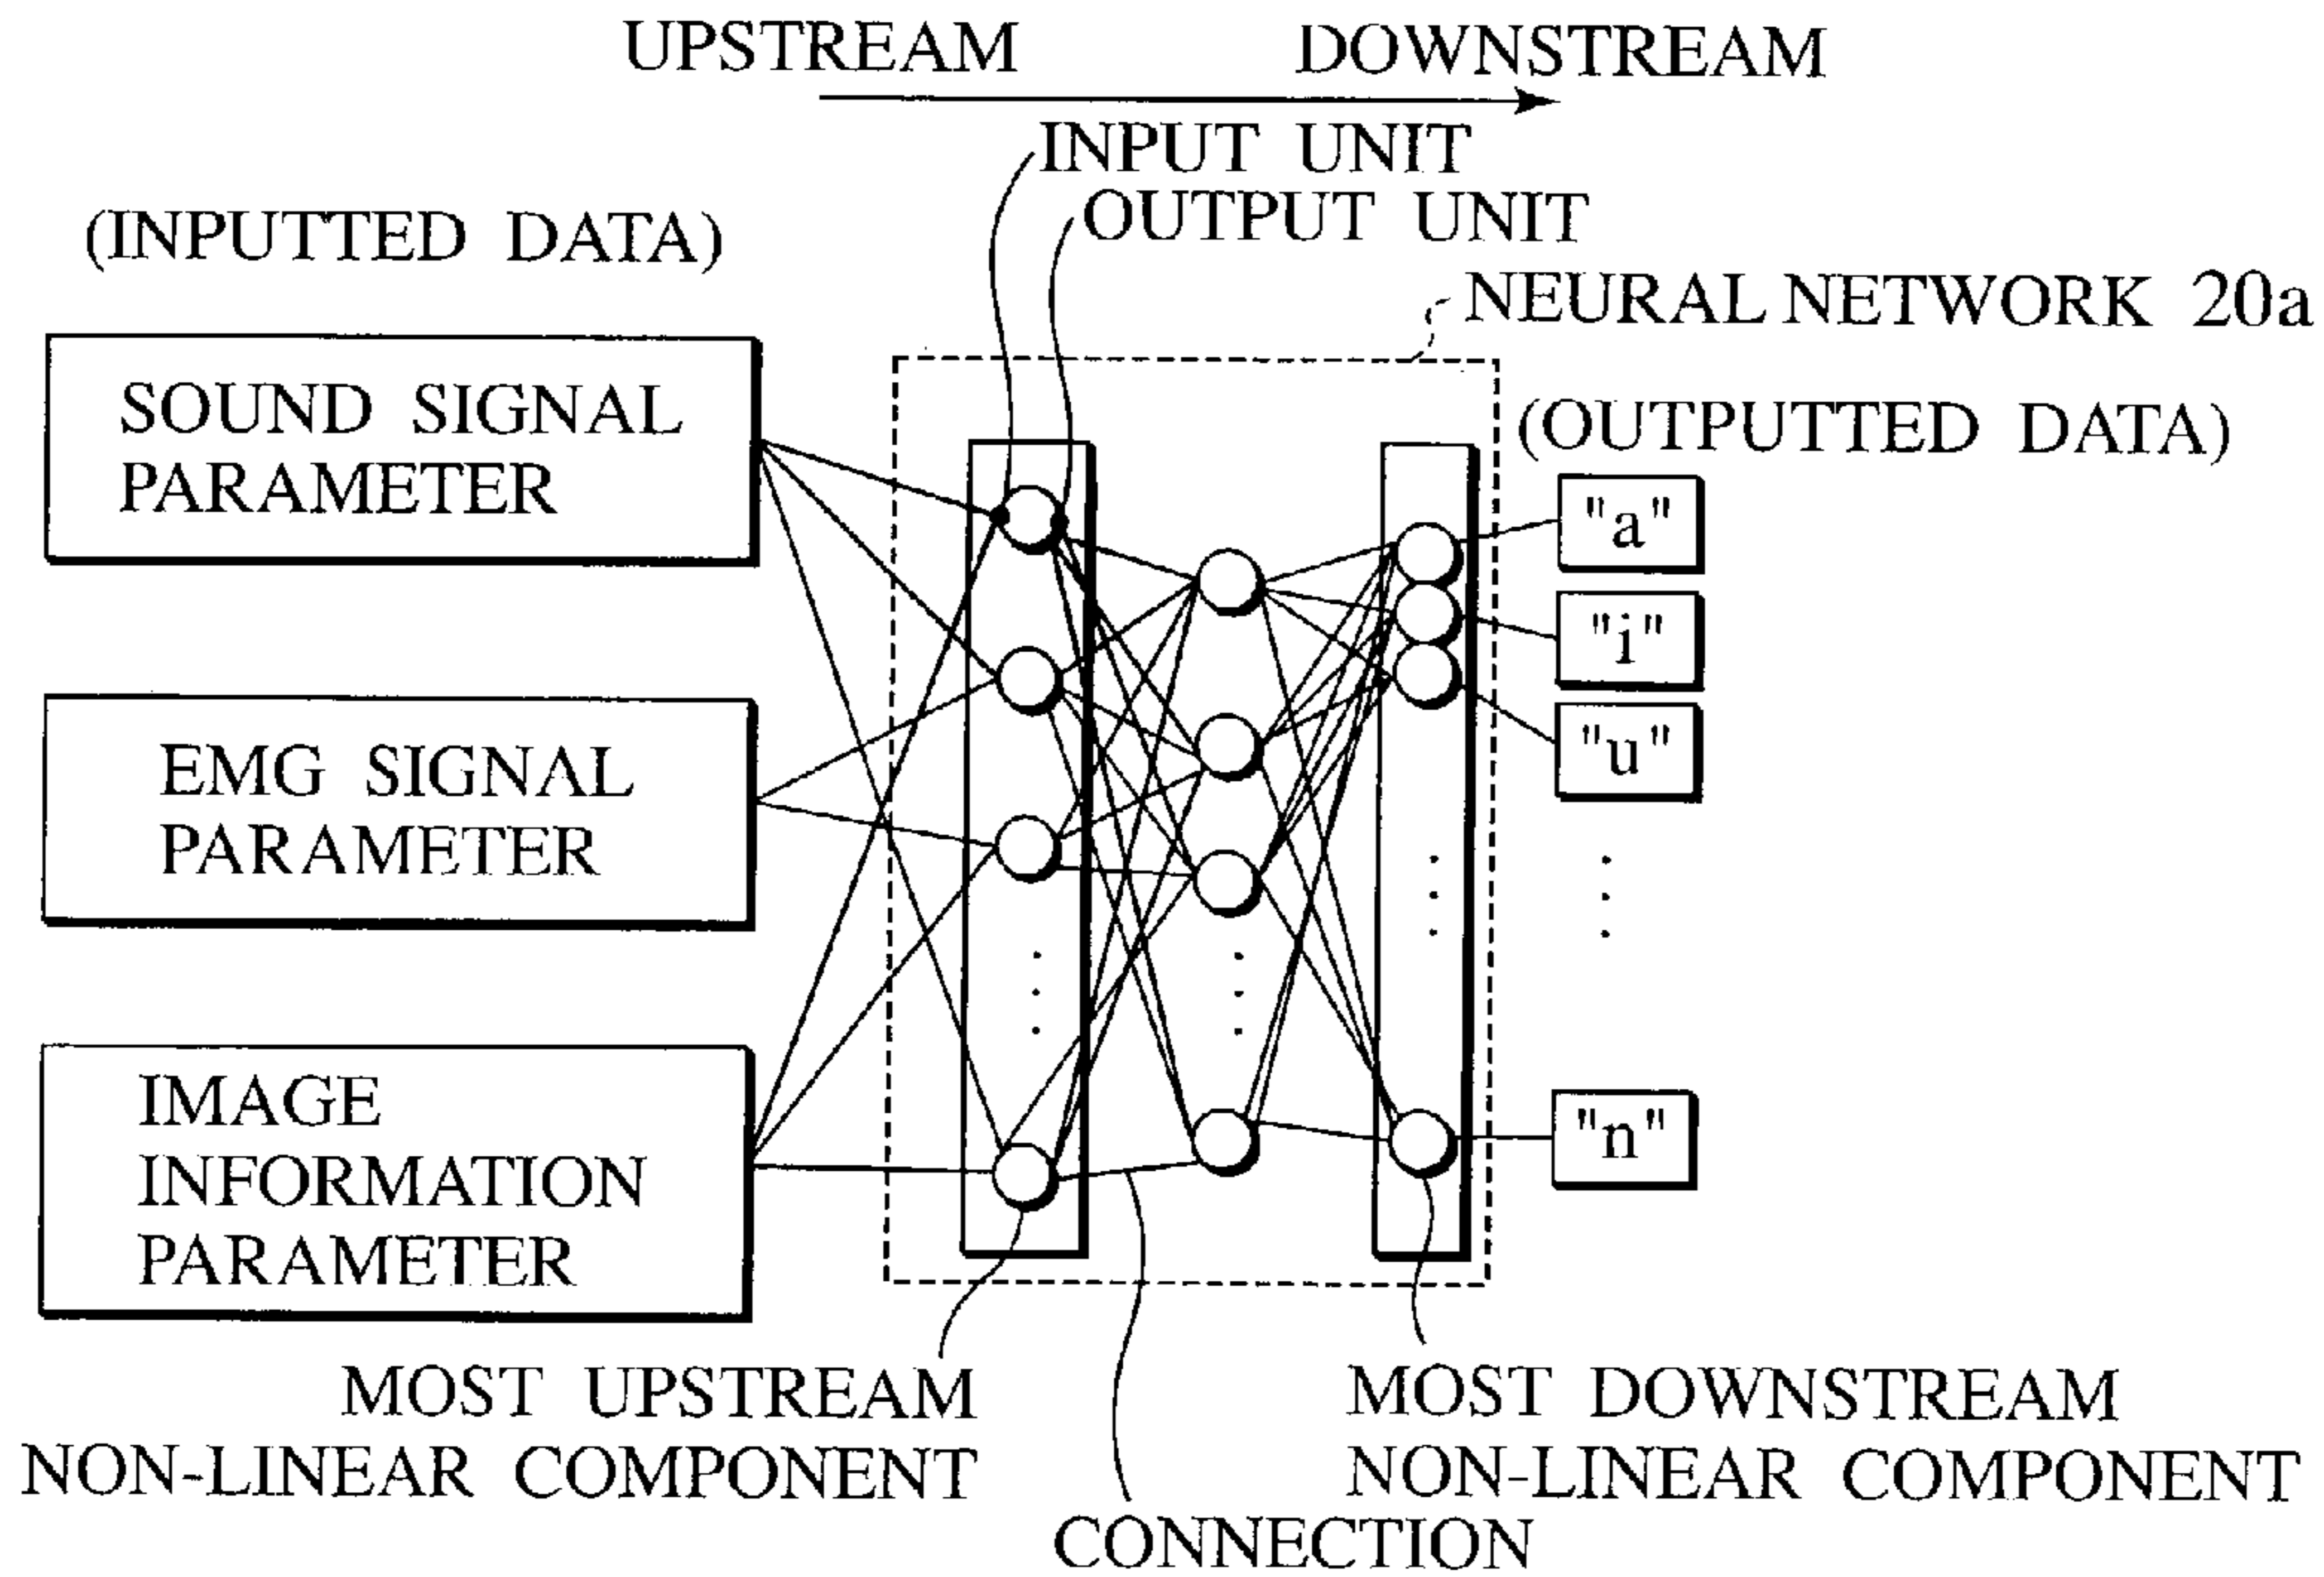 UPSTREAM DOWNSTREAM
INPUT UNIT
OUTPUT UNIT
(INPUTTED DATA)
NEURAL NETWORK 20a
SOUND SIGNAL
PARAMETER
(OUTPUTTED DATA)
"a"
"i"
"u"
EMG SIGNAL
PARAMETER
IMAGE
INFORMATION
PARAMETER
"n"
MOST UPSTREAM
NON-LINEAR COMPONENT
MOST DOWNSTREAM
NON-LINEAR COMPONENT
CONNECTION